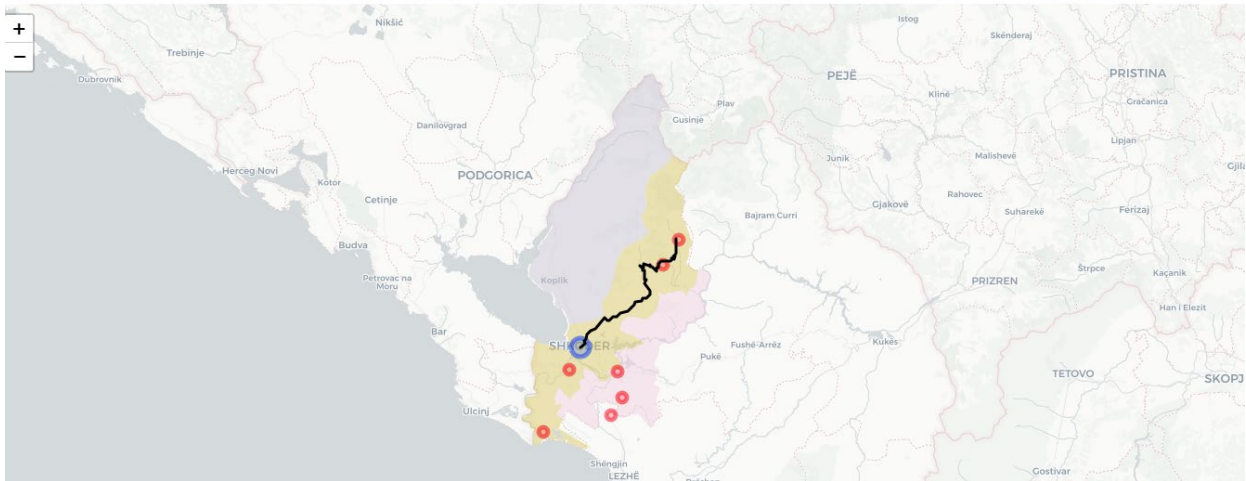 +
−
Nikšić
Trebinje
Dubrovnik
Danilovgrad
Herceg Novi
Kotor
Cetinje
Budva
Petrovac na
Moru
PODGORICA
Bar
Ulcinj
Koplik
Plav
Gusinje
Istog
Skënderaj
PEJË
PRISTINA
Klinë
Gračanica
Lipjan
Junik
Malishevë
Gjila
Gjakovë
Rahovec
Suharekë
Ferizaj
Bajram Curri
Štrpce
Kaçanik
PRIZREN
Han i Elezit
Fushë-Arrëz
Kukës
Pukë
TETOVO
SKOPJ
Shëngjin
LEZHË
Gostivar